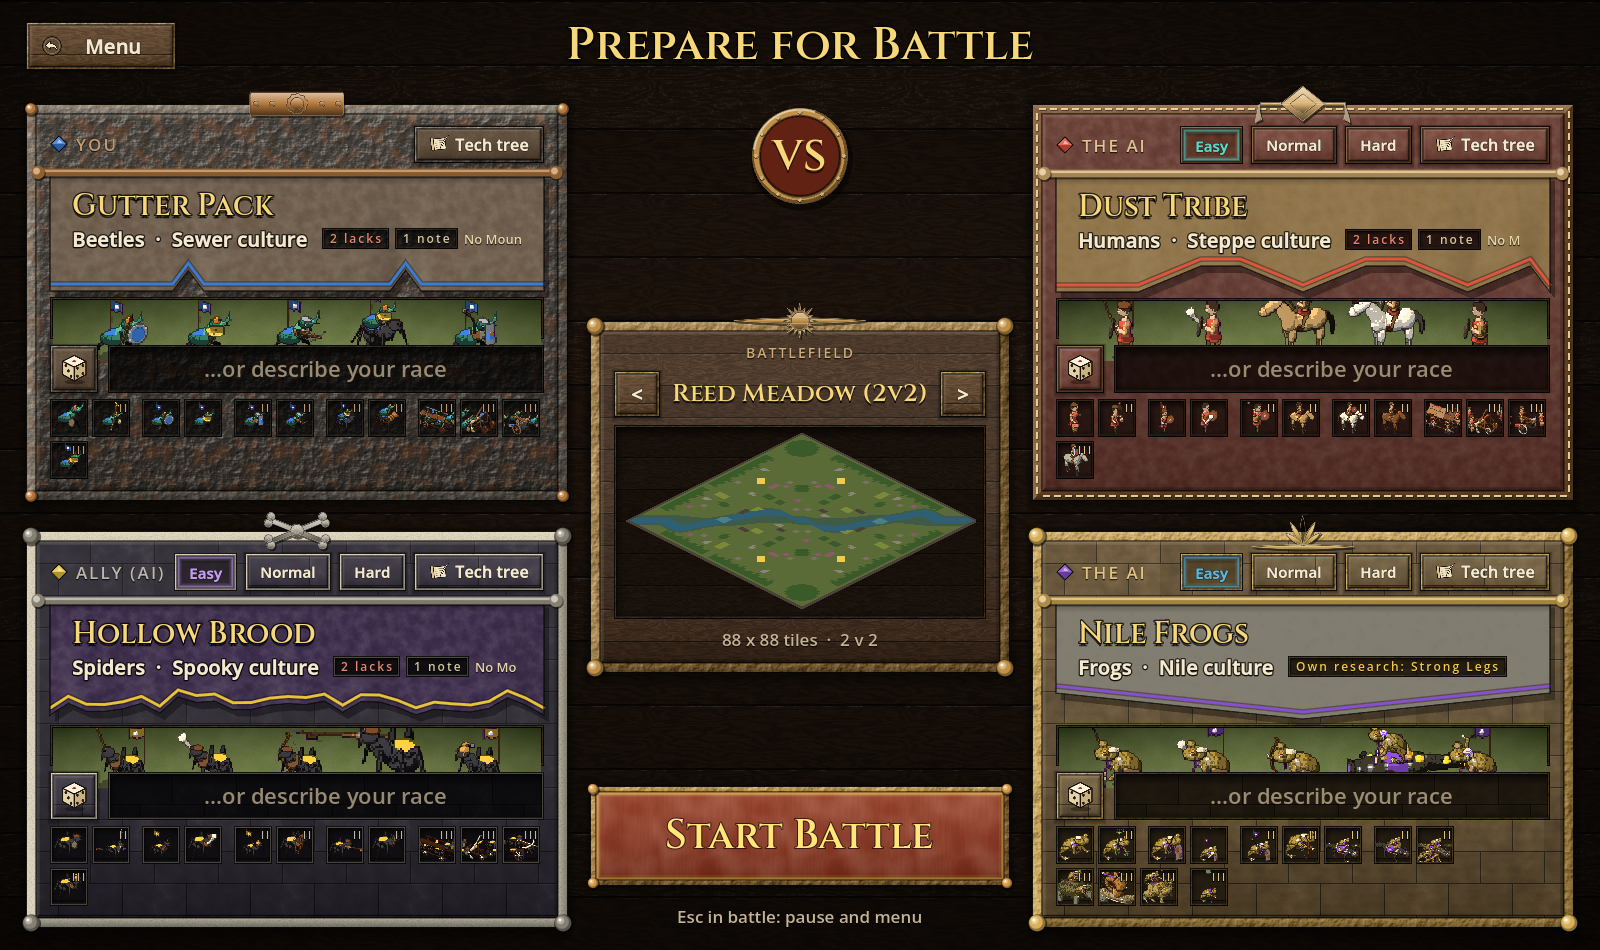 Menu
Prepare for Battle
YOU
Tech tree
Gutter Pack
Beetles · Sewer culture
2 lacks
1 note
No Moun
...or describe your race
VS
THE AI
Easy
Normal
Hard
Tech tree
Dust Tribe
Humans · Steppe culture
2 lacks
1 note
No M
...or describe your race
BATTLEFIELD
<
Reed Meadow (2v2)
>
88 x 88 tiles · 2 v 2
ALLY (AI)
Easy
Normal
Hard
Tech tree
Hollow Brood
Spiders · Spooky culture
2 lacks
1 note
No Mo
...or describe your race
THE AI
Easy
Normal
Hard
Tech tree
Nile Frogs
Frogs · Nile culture
Own research: Strong Legs
...or describe your race
Start Battle
Esc in battle: pause and menu